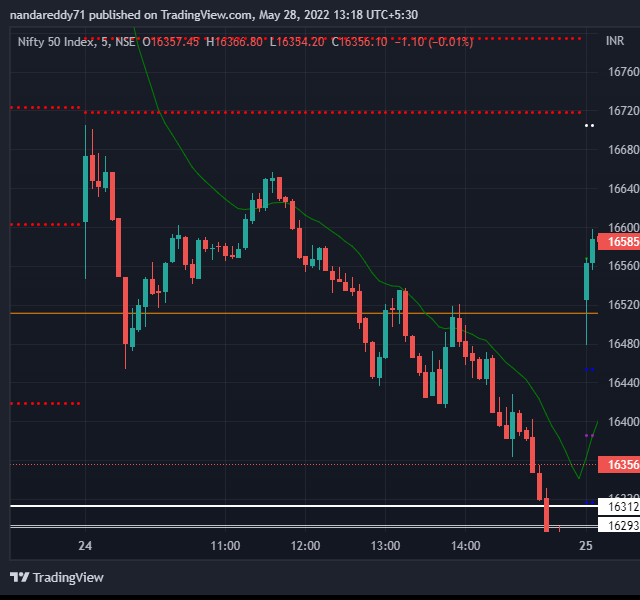 nandareddy71 published on TradingView.com, May 28, 2022 13:18 UTC+5:30
Nifty 50 Index, 5, NSE O16357.45 H16366.80 L16354.20 C16356.10 −1.10 (−0.01%)
INR
16760
16720
16680
16640
16600
16585
16560
16520
16480
16440
16400
16356
16312
16293
24 11:00 12:00 13:00 14:00 25
TradingView